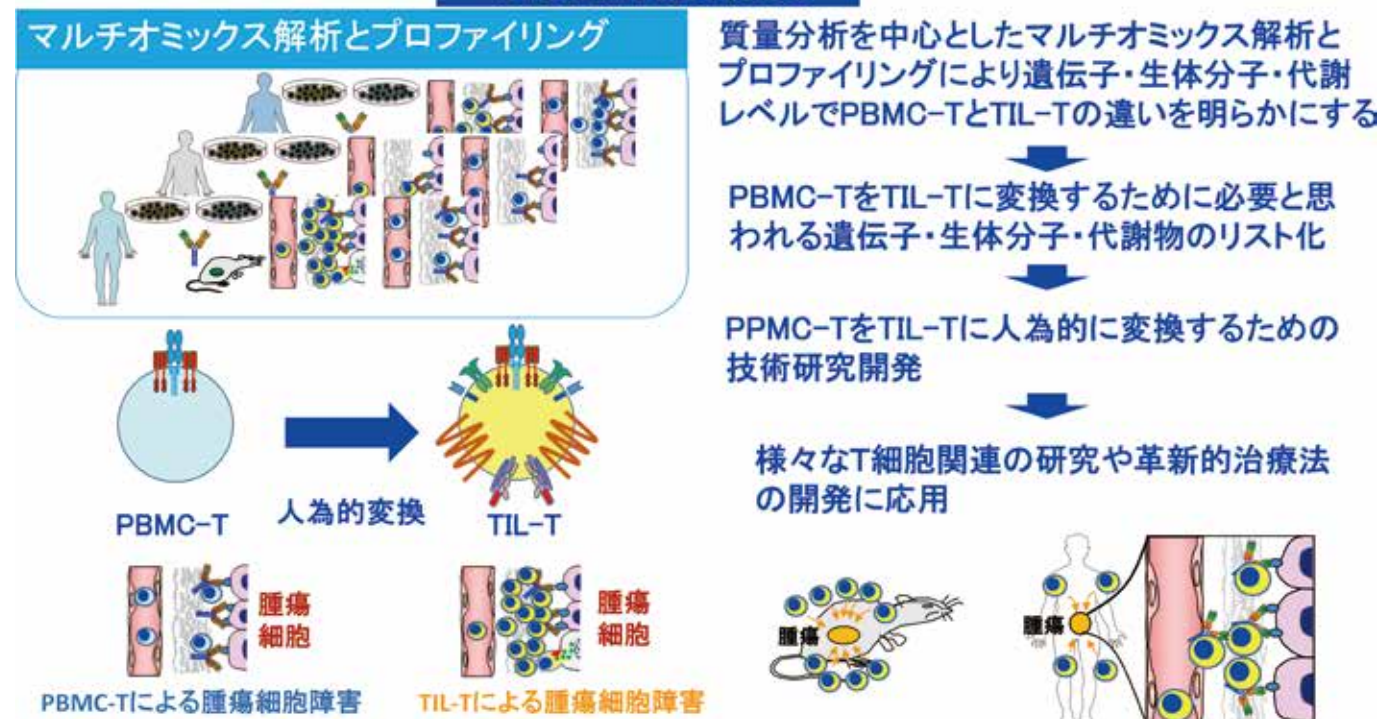 マルチオミックス解析とプロファイリング
PBMC-T
人為的変換
TIL-T
腫瘍
細胞
腫瘍
細胞
PBMC-Tによる腫瘍細胞障害
TIL-Tによる腫瘍細胞障害
質量分析を中心としたマルチオミックス解析と
プロファイリングにより遺伝子・生体分子・代謝
レベルでPBMC-TとTIL-Tの違いを明らかにする
PBMC-TをTIL-Tに変換するために必要と思
われる遺伝子・生体分子・代謝物のリスト化
PPMC-TをTIL-Tに人為的に変換するための
技術研究開発
様々なT細胞関連の研究や革新的治療法
の開発に応用
腫瘍
腫瘍